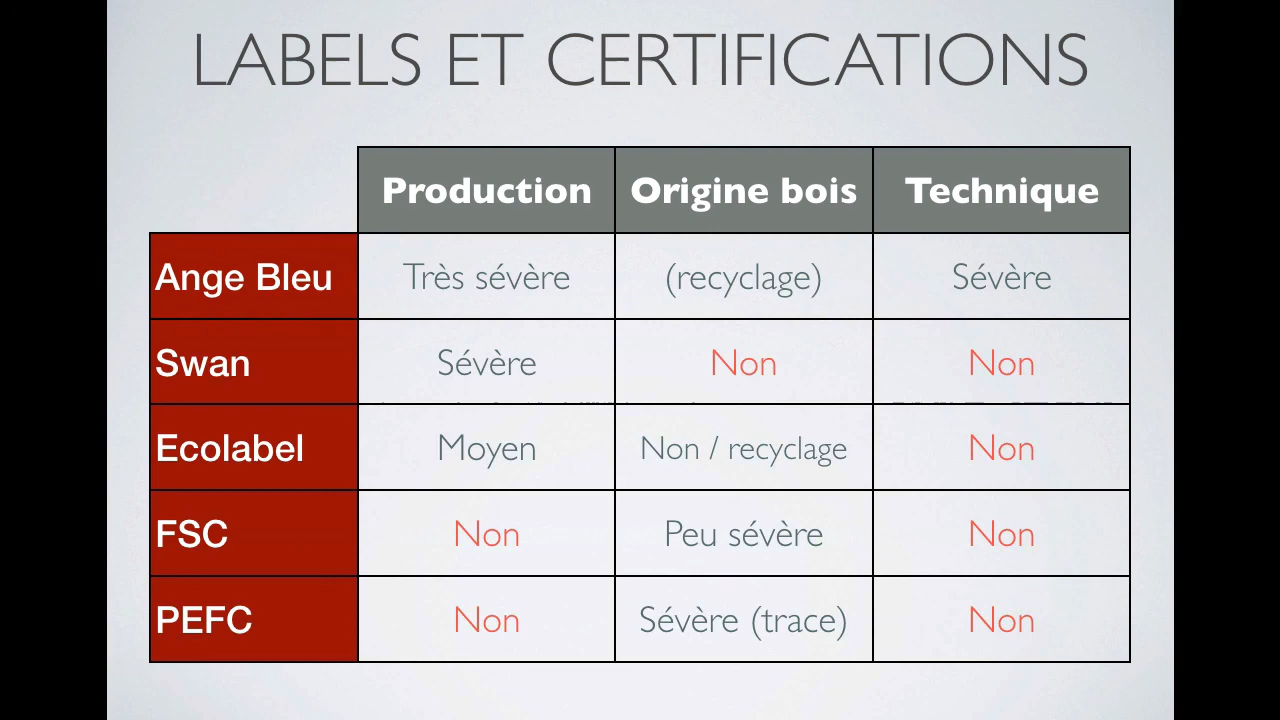 LABELS ET CERTIFICATIONS
Production Origine bois Technique
Ange Bleu Très sévère (recyclage) Sévère
Swan Sévère Non Non
Ecolabel Moyen Non / recyclage Non
FSC Non Peu sévère Non
PEFC Non Sévère (trace) Non